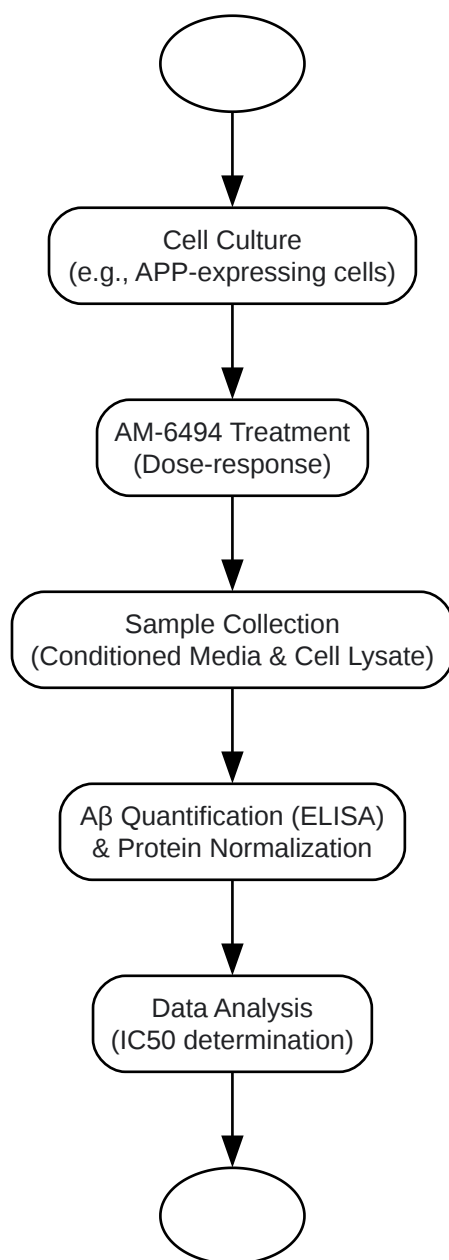 Cell Culture
(e.g., APP-expressing cells)
AM-6494 Treatment
(Dose-response)
Sample Collection
(Conditioned Media & Cell Lysate)
Aβ Quantification (ELISA)
& Protein Normalization
Data Analysis
(IC50 determination)